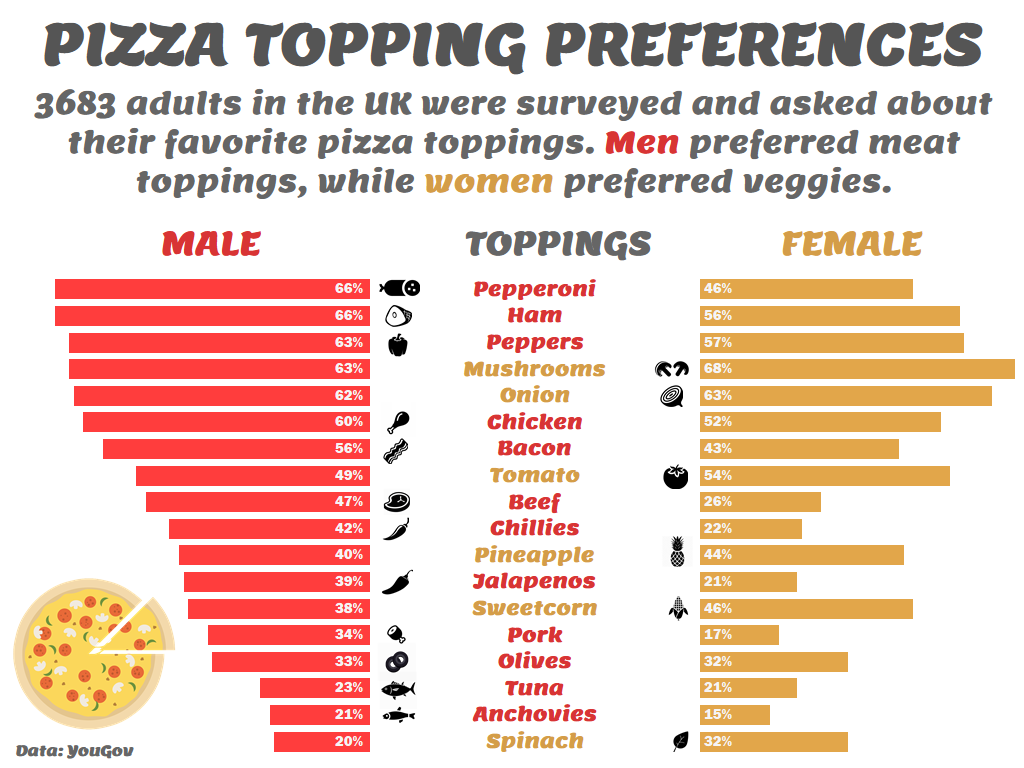 PIZZA TOPPING PREFERENCES
3683 adults in the UK were surveyed and asked about
their favorite pizza toppings. Men preferred meat
toppings, while women preferred veggies.
MALE TOPPINGS FEMALE
66% Pepperoni 46%
66% Ham 56%
63% Peppers 57%
63% Mushrooms 68%
62% Onion 63%
60% Chicken 52%
56% Bacon 43%
49% Tomato 54%
47% Beef 26%
42% Chillies 22%
40% Pineapple 44%
39% Jalapenos 21%
38% Sweetcorn 46%
34% Pork 17%
33% Olives 32%
23% Tuna 21%
21% Anchovies 15%
20% Spinach 32%
Data: YouGov